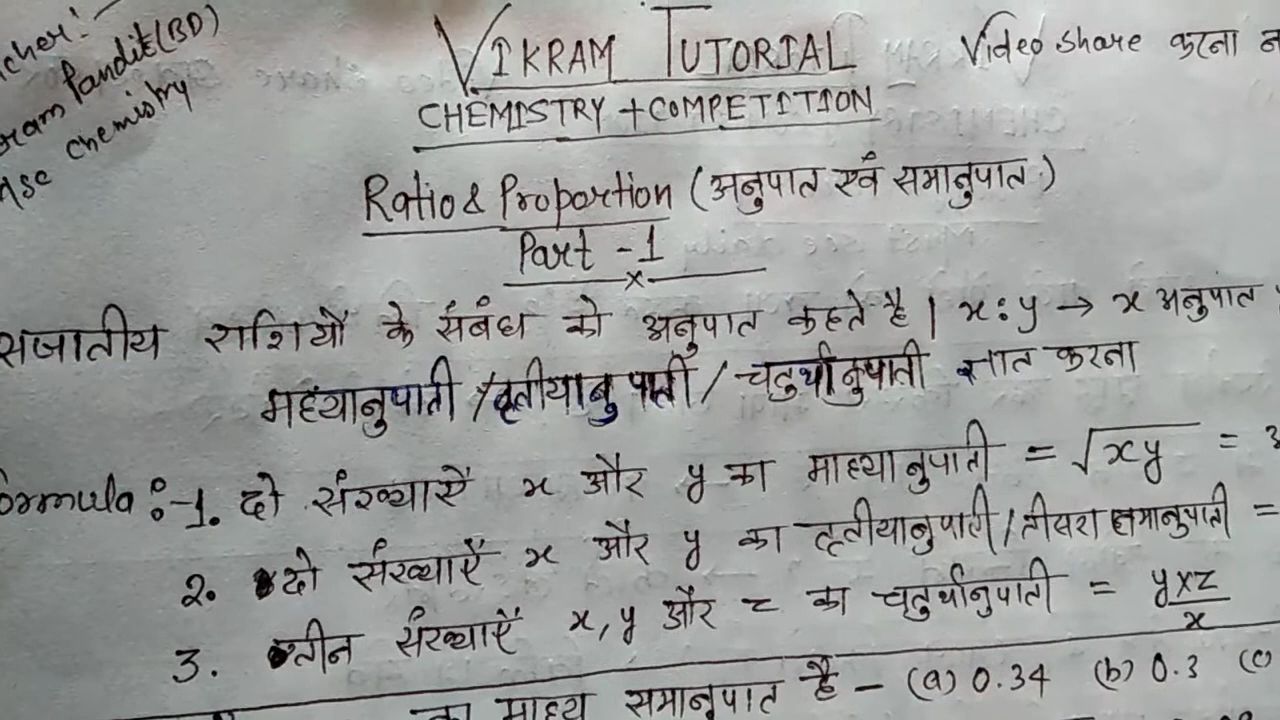 Pandit(BD)
chemistry
VIKRAM TUTORIAL
CHEMISTRY + COMPETITION
Video share करना
Ratio & Proportion (अनुपात एवं समानुपात)
Part - 1
सजातीय राशियों के संबंध को अनुपात कहते है | x : y → x अनुपात
मध्यानुपाती / तृतीयानुपाती / चतुर्थानुपाती ज्ञात करना
ormula :- 1. दो संख्याऐं x और y का माध्यानुपाती = √xy =
2. दो संख्याऐं x और y का तृतीयानुपाती / तीसरा समानुपाती =
3. तीन संख्याऐं x, y और z का चतुर्थानुपाती = y×z/x
का माध्य समानुपात है - (a) 0.34 (b) 0.3 (c)